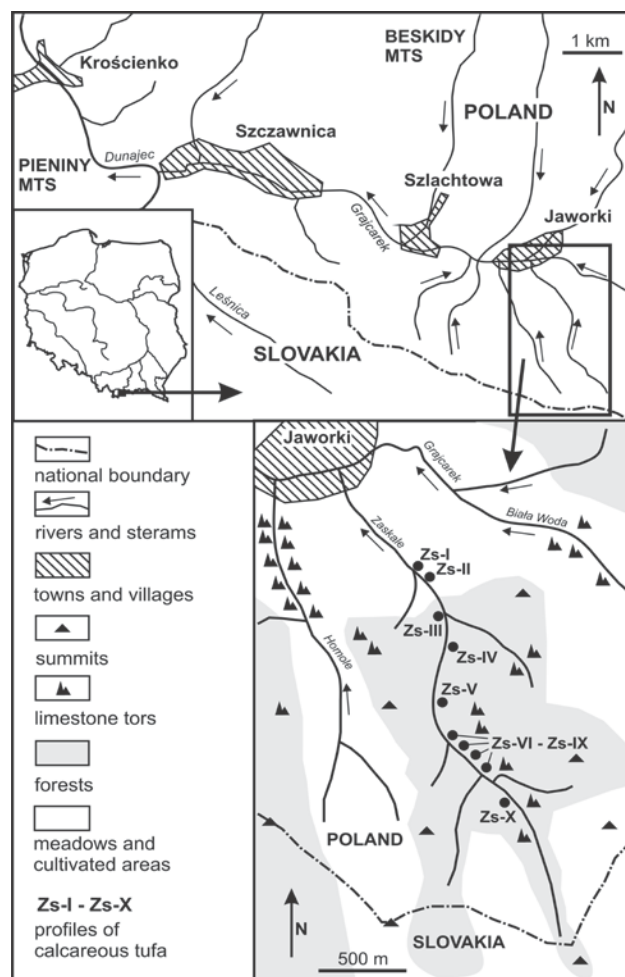 BESKIDY
MTS
1 km
Krościenko
POLAND
N
Szczawnica
Dunajec
PIENINY
MTS
Szlachtowa
Jaworki
Grajcarek
Leśnica
SLOVAKIA
national boundary
rivers and sterams
towns and villages
summits
limestone tors
forests
meadows and
cultivated areas
Zs-I - Zs-X
profiles of
calcareous tufa
Jaworki
Grajcarek
Biała Woda
Zaskale
Zs-I
Zs-II
Zs-III
Zs-IV
Homole
Zs-V
Zs-VI - Zs-IX
Zs-X
POLAND
N
SLOVAKIA
500 m